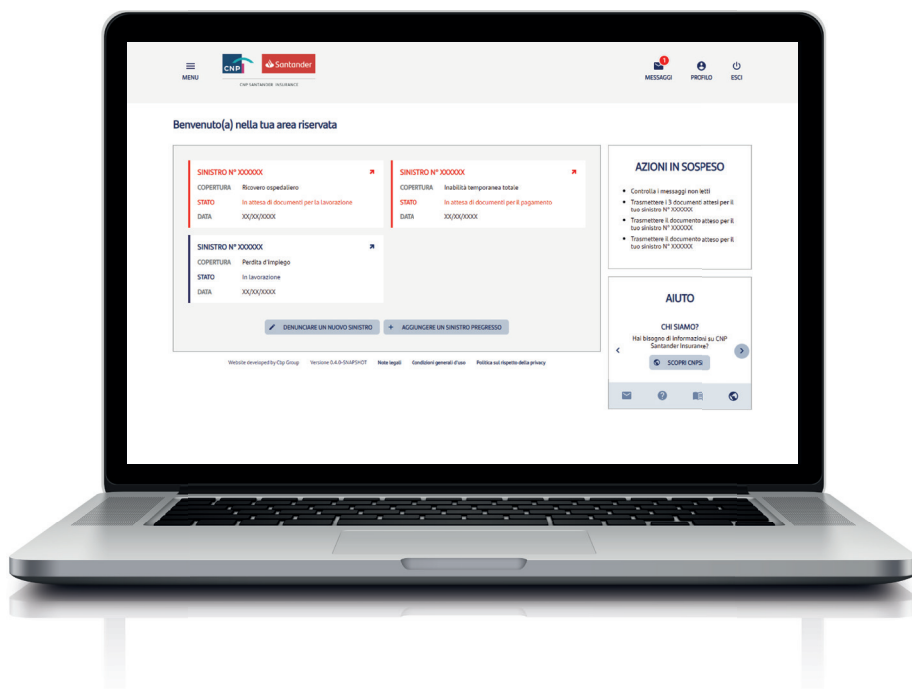 MENU
CNP
Santander
CNP SANTANDER INSURANCE
1
MESSAGGI
PROFILO
ESCI
Benvenuto(a) nella tua area riservata
SINISTRO N° XXXXXX
COPERTURA Ricovero ospedaliero
STATO In attesa di documenti per la lavorazione
DATA XX/XX/XXXX
SINISTRO N° XXXXXX
COPERTURA Inabilità temporanea totale
STATO In attesa di documenti per il pagamento
DATA XX/XX/XXXX
SINISTRO N° XXXXXX
COPERTURA Perdita d'Impiego
STATO In lavorazione
DATA XX/XX/XXXX
DENUNCIARE UN NUOVO SINISTRO
+ AGGIUNGERE UN SINISTRO PREGRESSO
Website developed by Cbp Group Versione 0.4.0-SNAPSHOT Note legali Condizioni generali d'uso Politica sul rispetto della privacy
AZIONI IN SOSPESO
• Controlla i messaggi non letti
• Trasmettere i 3 documenti attesi per il
tuo sinistro N° XXXXXX
• Trasmettere il documento atteso per il
tuo sinistro N° XXXXXX
• Trasmettere il documento atteso per il
tuo sinistro N° XXXXXX
AIUTO
CHI SIAMO?
Hai bisogno di informazioni su CNP
Santander Insurance?
SCOPRI CNPSI